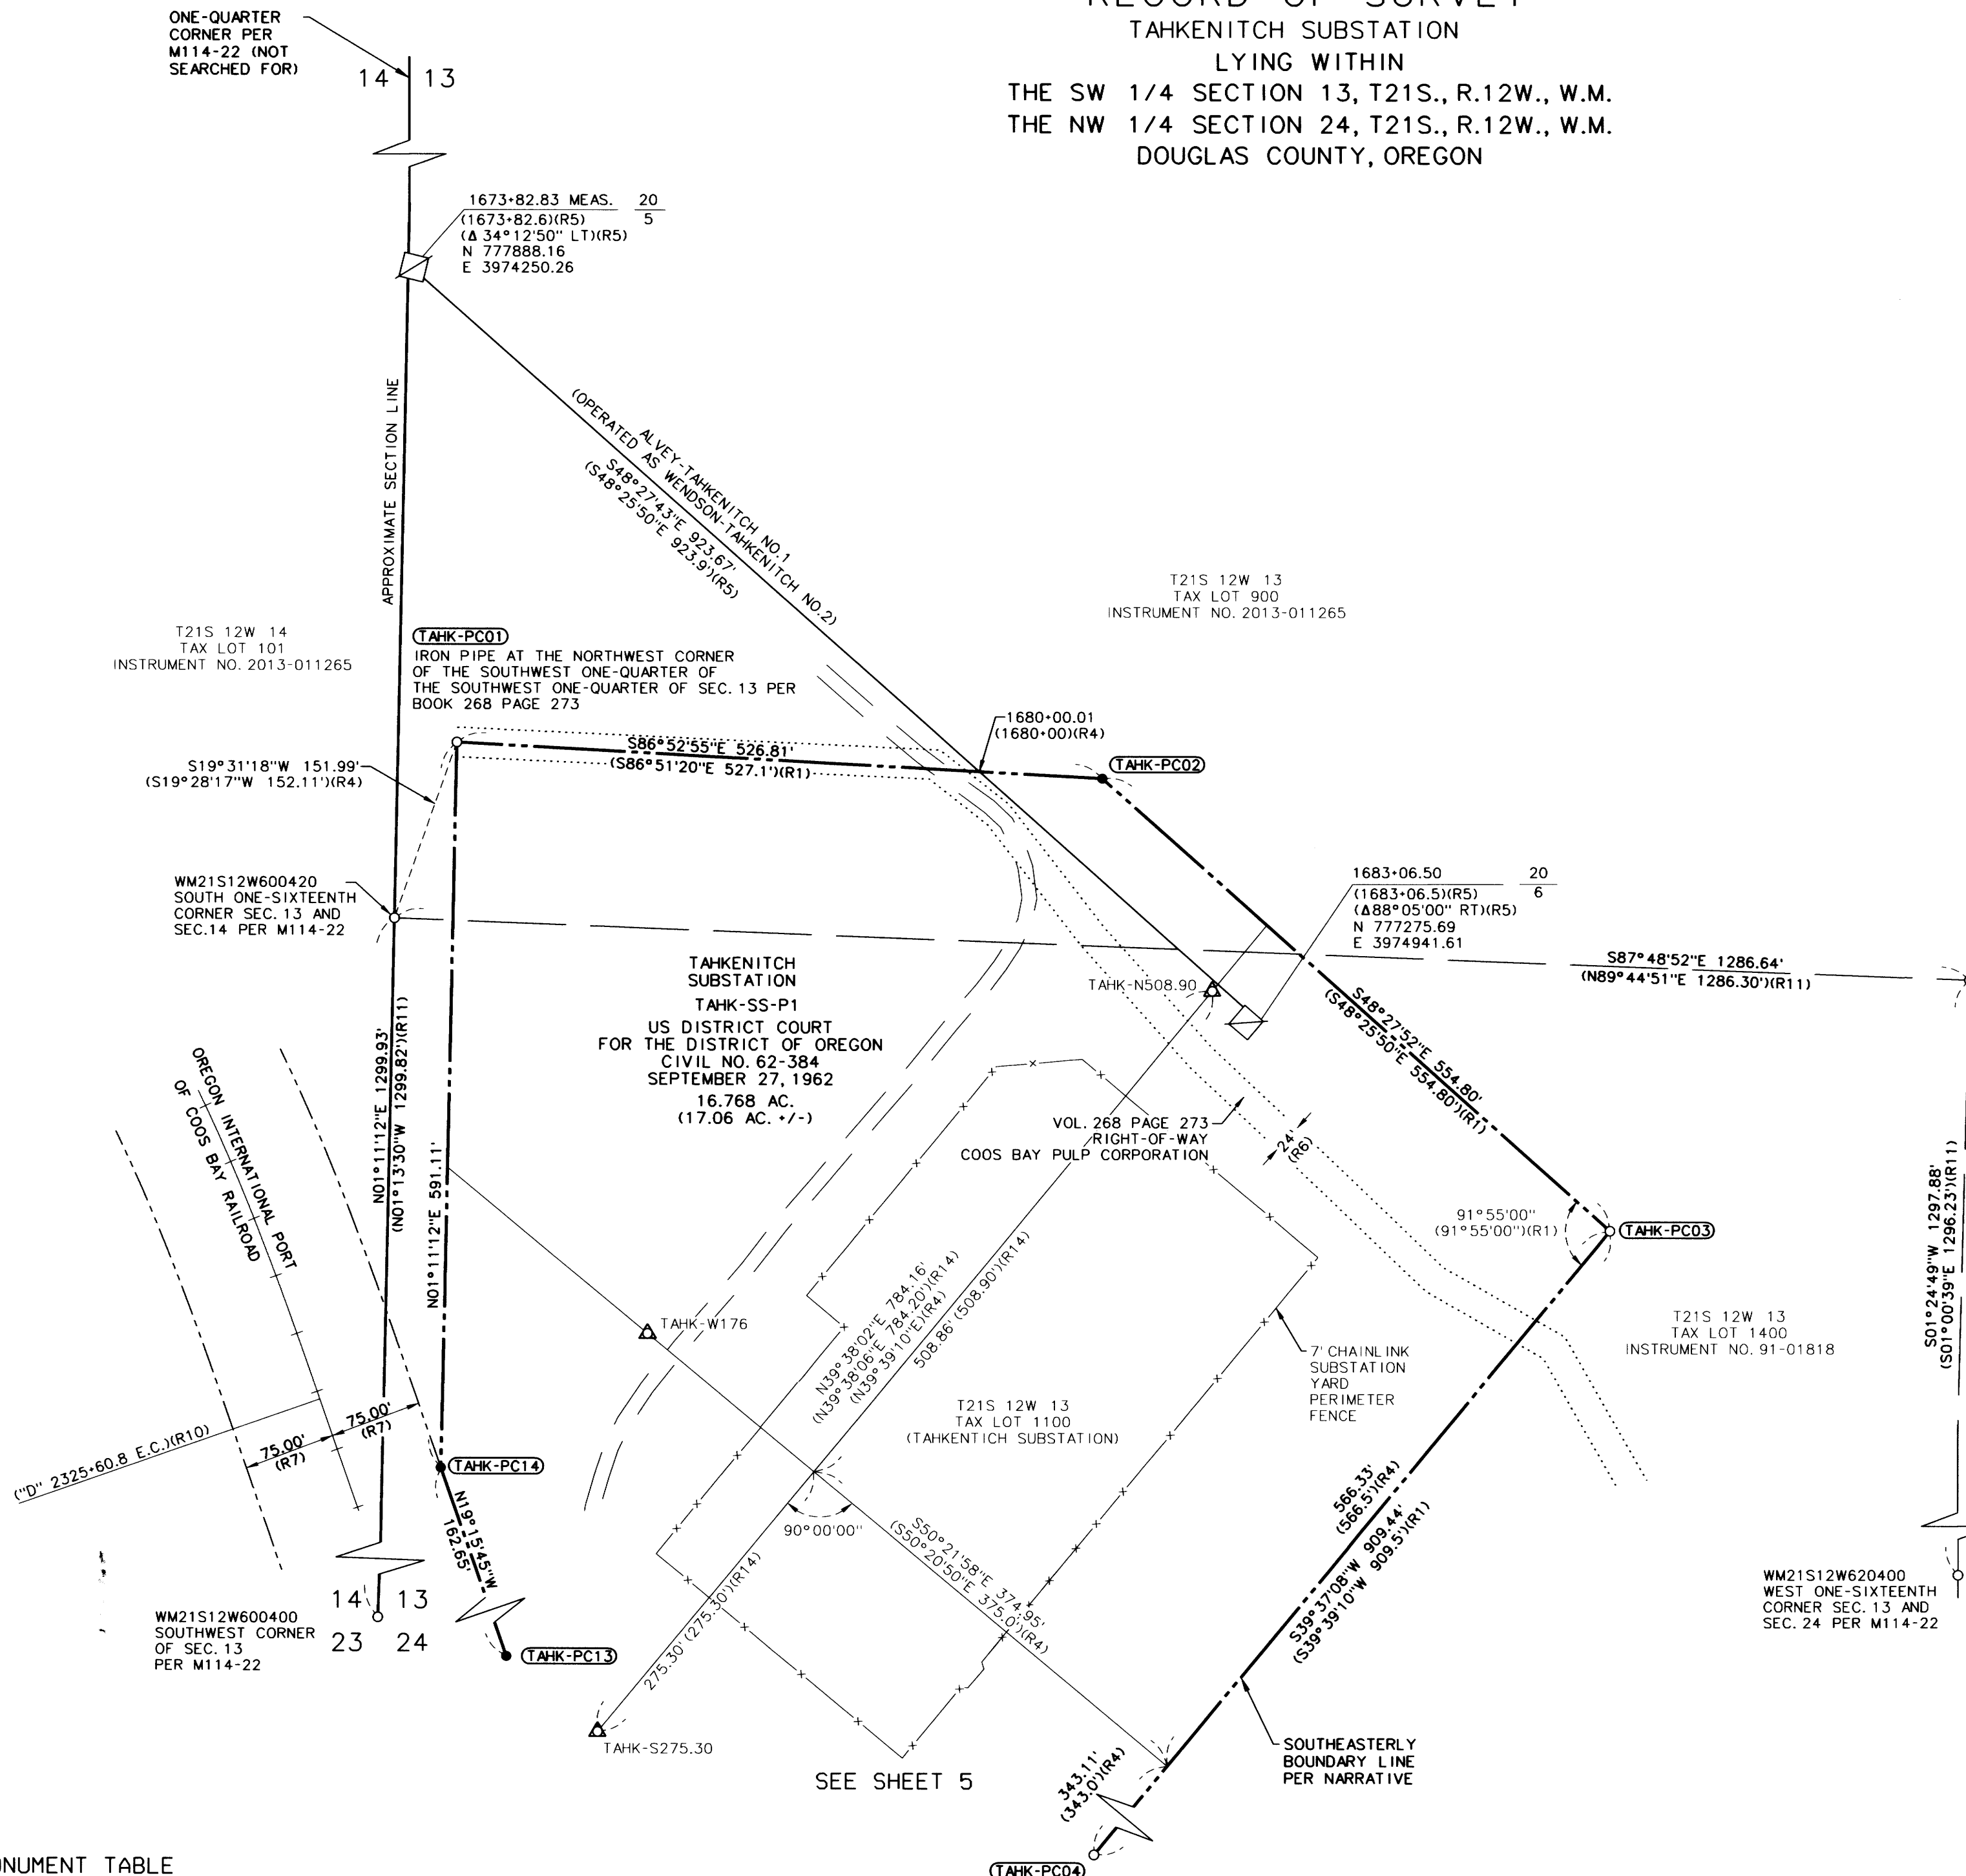 RECORD OF SURVEY
TAHKENITCH SUBSTATION
LYING WITHIN
THE SW 1/4 SECTION 13, T21S., R.12W., W.M.
THE NW 1/4 SECTION 24, T21S., R.12W., W.M.
DOUGLAS COUNTY, OREGON
ONE-QUARTER
CORNER PER
M114-22 (NOT
SEARCHED FOR)
14
13
1673+82.83 MEAS.
20
5
(1673+82.6)(R5)
(Δ 34°12'50" LT)(R5)
N 777888.16
E 3974250.26
APPROXIMATE SECTION LINE
ALVEY-TAHKENITCH NO.1
(OPERATED AS WENDSON-TAHKENITCH NO.2)
S48°27'43"E 923.67'
(S48°25'50"E 923.9')(R5)
T21S 12W 13
TAX LOT 900
INSTRUMENT NO. 2013-011265
T21S 12W 14
TAX LOT 101
INSTRUMENT NO. 2013-011265
TAHK-PC01
IRON PIPE AT THE NORTHWEST CORNER
OF THE SOUTHWEST ONE-QUARTER OF
THE SOUTHWEST ONE-QUARTER OF SEC. 13 PER
BOOK 268 PAGE 273
1680+00.01
(1680+00)(R4)
S86°52'55"E 526.81'
(S86°51'20"E 527.1')(R1)
TAHK-PC02
S19°31'18"W 151.99'
(S19°28'17"W 152.11')(R4)
WM21S12W600420
SOUTH ONE-SIXTEENTH
CORNER SEC. 13 AND
SEC.14 PER M114-22
1683+06.50
20
6
(1683+06.5)(R5)
(Δ88°05'00" RT)(R5)
N 777275.69
E 3974941.61
S87°48'52"E 1286.64'
(N89°44'51"E 1286.30')(R11)
TAHKENITCH
SUBSTATION
TAHK-SS-P1
US DISTRICT COURT
FOR THE DISTRICT OF OREGON
CIVIL NO. 62-384
SEPTEMBER 27, 1962
16.768 AC.
(17.06 AC. +/-)
TAHK-N508.90
S48°27'52"E 554.80'
(S48°25'50"E 554.80')(R1)
OREGON INTERNATIONAL PORT
OF COOS BAY RAILROAD
N01°11'12"E 1299.93'
(N01°13'30"W 1299.82')(R11)
N01°11'12"E 591.11'
VOL. 268 PAGE 273
RIGHT-OF-WAY
COOS BAY PULP CORPORATION
24'
(R6)
91°55'00"
(91°55'00")(R1)
TAHK-PC03
S01°24'49"W 1297.88'
(S01°00'39"E 1296.23')(R11)
T21S 12W 13
TAX LOT 1400
INSTRUMENT NO. 91-01818
TAHK-W176
N39°38'02"E 784.16'
(N39°38'06"E 784.20')(R14)
(N39°39'10"E)(R4)
508.86' (508.90')(R14)
7' CHAINLINK
SUBSTATION
YARD
PERIMETER
FENCE
T21S 12W 13
TAX LOT 1100
(TAHKENTICH SUBSTATION)
75.00'
(R7)
75.00'
(R7)
("D" 2325+60.8 E.C.)(R10)
TAHK-PC14
N19°15'45"W
162.65'
90°00'00"
S50°21'58"E 374.95'
(S50°20'50"E 375.0')(R4)
566.33'
(566.5')(R4)
S39°37'08"W 909.44'
(S39°39'10"W 909.5')(R1)
WM21S12W620400
WEST ONE-SIXTEENTH
CORNER SEC. 13 AND
SEC. 24 PER M114-22
14
13
23
24
WM21S12W600400
SOUTHWEST CORNER
OF SEC. 13
PER M114-22
TAHK-PC13
275.30' (275.30')(R14)
TAHK-S275.30
SEE SHEET 5
SOUTHEASTERLY
BOUNDARY LINE
PER NARRATIVE
343.11'
(343.0')(R4)
TAHK-PC04
TABLE